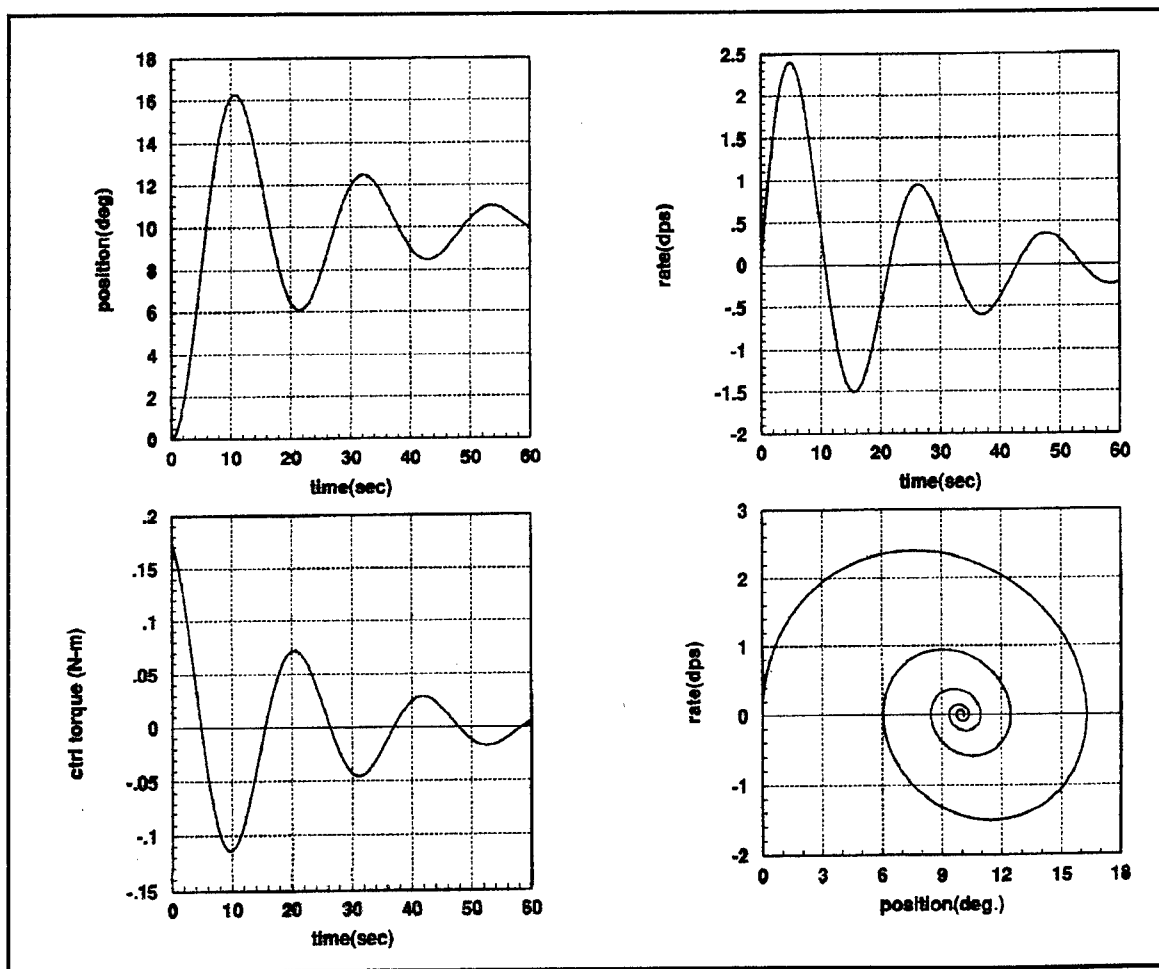 18
16
14
12
10
8
6
4
2
0
position(deg)
0 10 20 30 40 50 60
time(sec)
2.5
2
1.5
1
.5
0
-.5
-1
-1.5
-2
rate(dps)
0 10 20 30 40 50 60
time(sec)
.2
.15
.1
.05
0
-.05
-.1
-.15
ctrl torque (N-m)
0 10 20 30 40 50 60
time(sec)
3
2
1
0
-1
-2
rate(dps)
0 3 6 9 12 15 18
position(deg.)